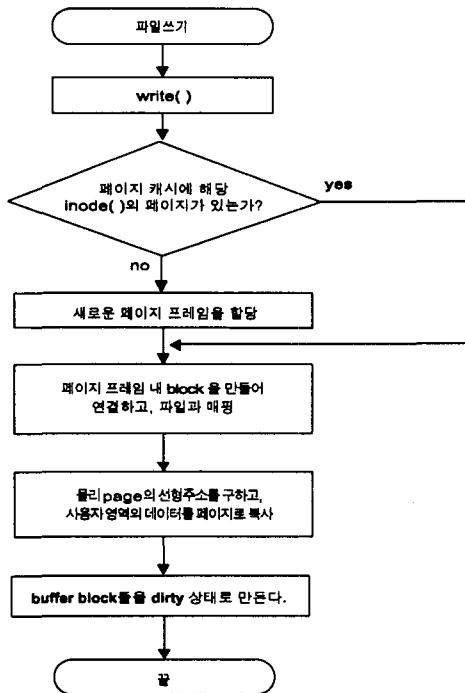 파일쓰기
write( )
페이지 캐시에 해당
inode( )의 페이지가 있는가?
yes
no
새로운 페이지 프레임을 할당
페이지 프레임 내 block 을 만들어
연결하고, 파일과 매핑
물리 page의 선형주소를 구하고,
사용자 영역의 데이터를 페이지로 복사
buffer block들을 dirty 상태로 만든다.
끝